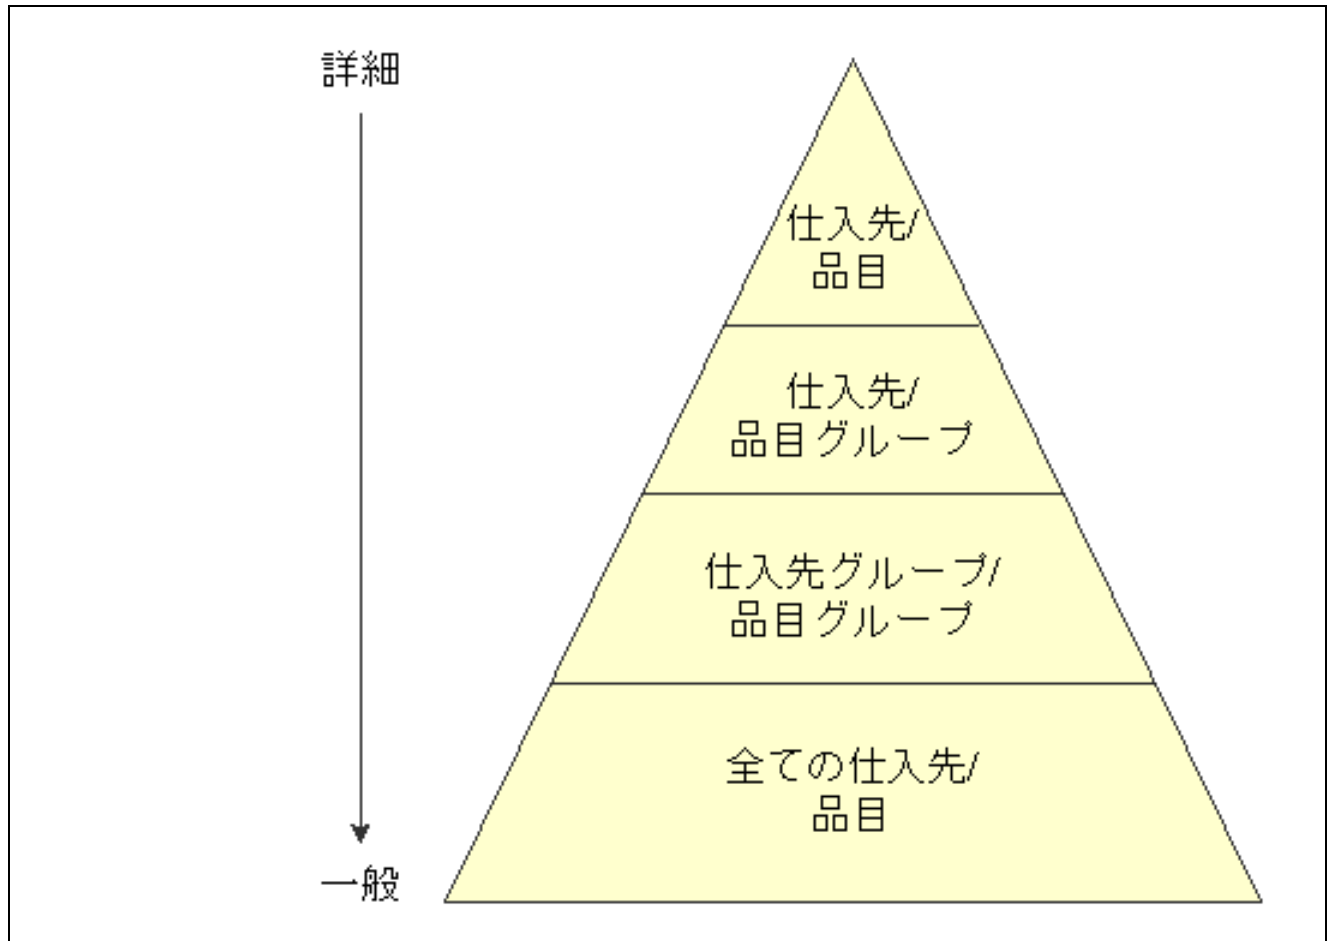 詳細
仕入先/
品目
仕入先/
品目グループ
仕入先グループ/
品目グループ
全ての仕入先/
品目
一般